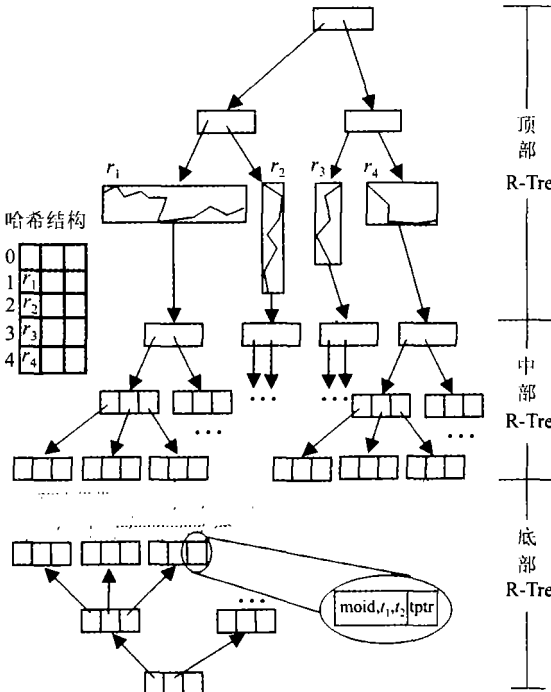 顶
部
R-Tre
r₁
r₂
r₃
r₄
哈希结构
0
1 r₁
2 r₂
3 r₃
4 r₄
中
部
R-Tre
底
部
R-Tre
moid,t₁,t₂ tptr